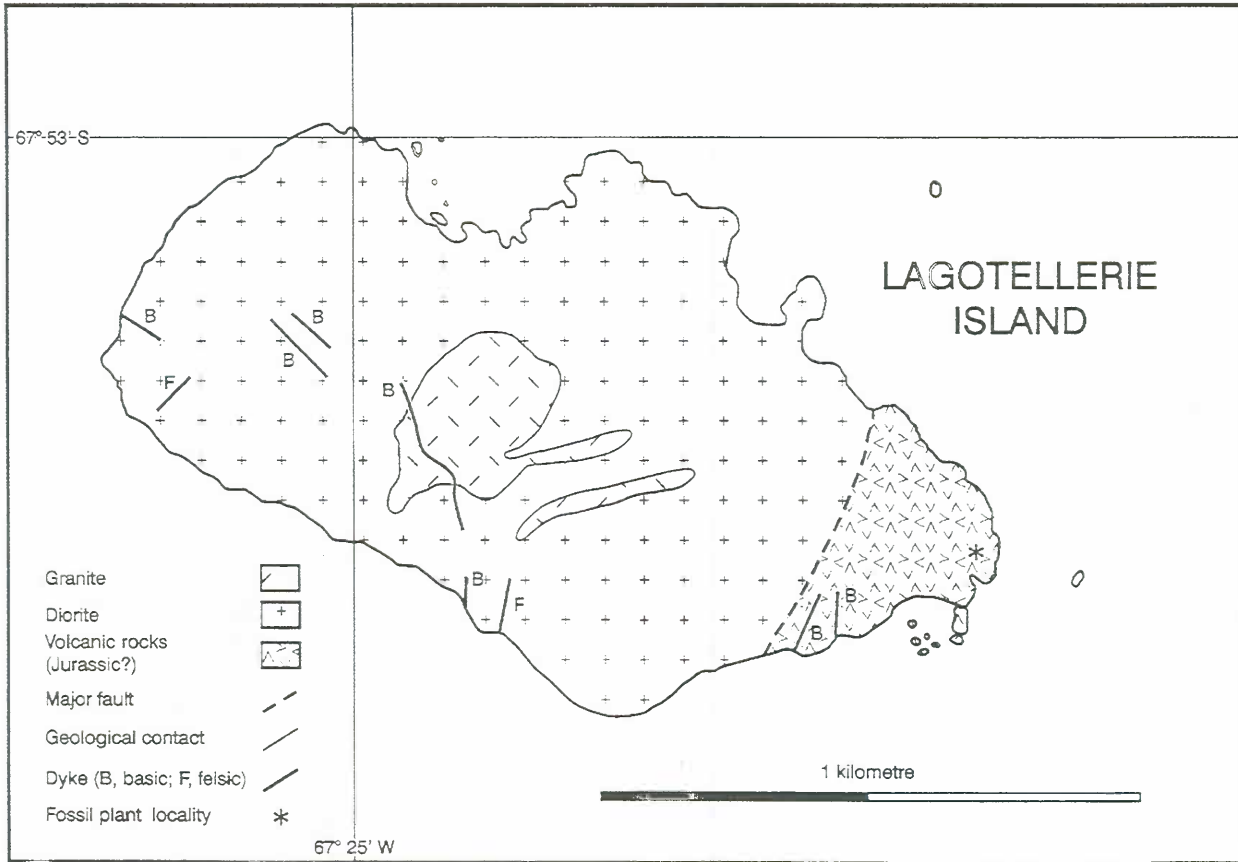 67° 53' S
LAGOTELLERIE
ISLAND
B
B
B
F
B
B
F
B
B
Granite
Diorite
Volcanic rocks
(Jurassic?)
Major fault
Geological contact
Dyke (B, basic; F, felsic)
Fossil plant locality
1 kilometre
67° 25' W